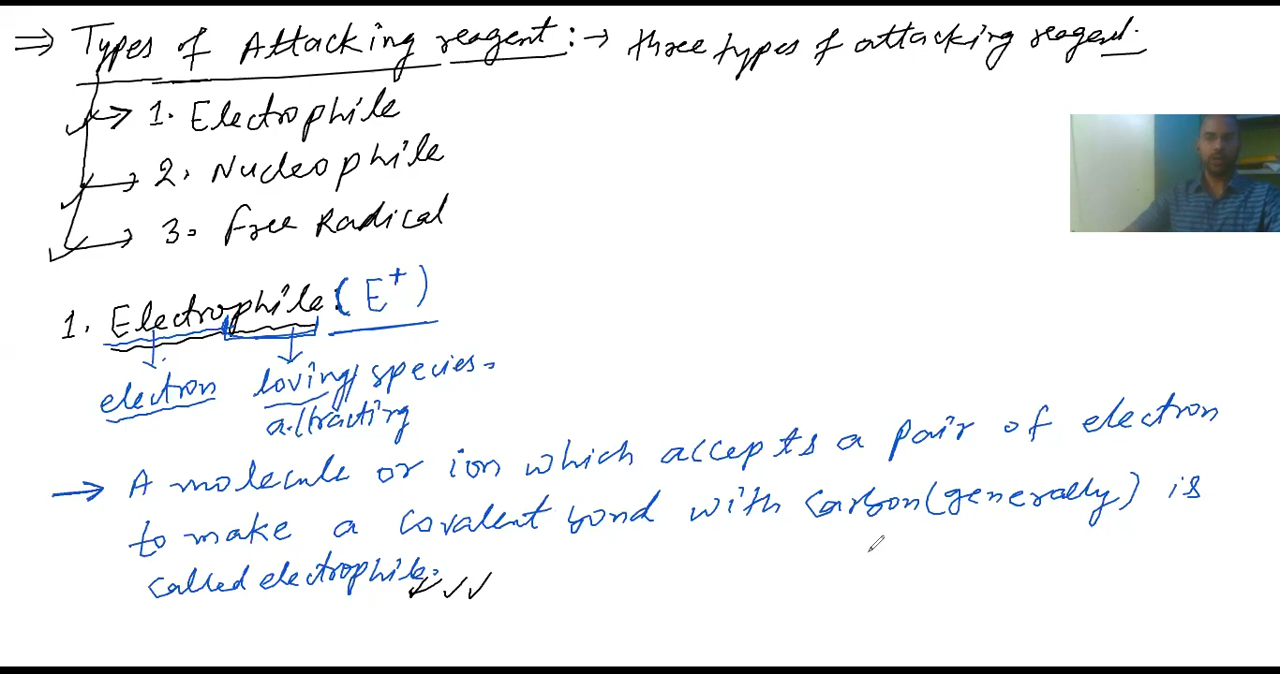 ⇒ Types of Attacking reagent :→ three types of attacking reagent.
→ 1. Electrophile
→ 2. Nucleophile
→ 3. Free Radical
1. Electrophile: (E⁺)
electron loving/ species.
attracting
→ A molecule or ion which accepts a pair of electron
to make a covalent bond with carbon (generally) is
called electrophile.